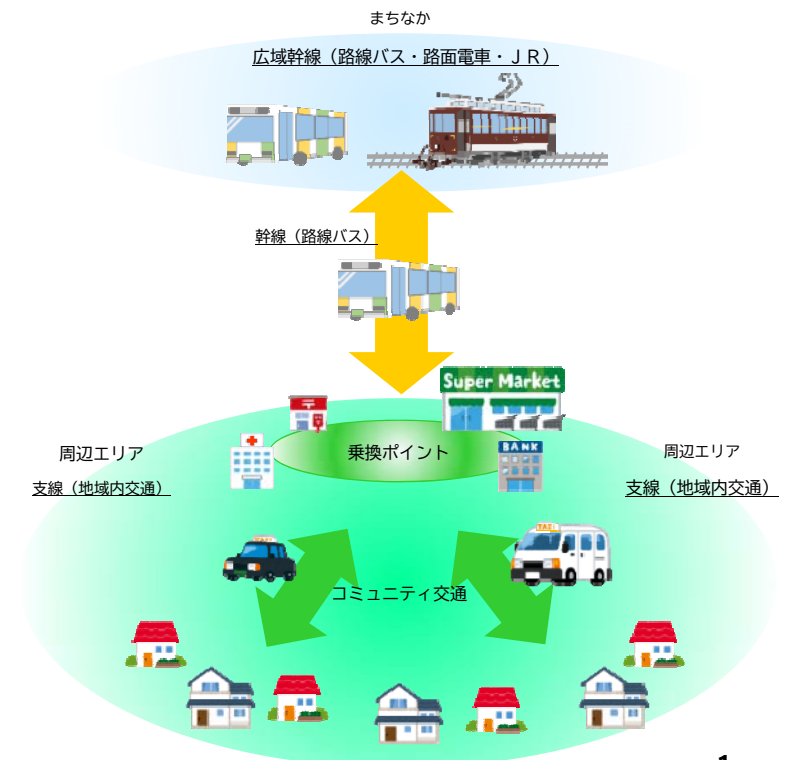 まちなか
広域幹線（路線バス・路面電車・ＪＲ）
幹線（路線バス）
Super Market
乗換ポイント
BANK
周辺エリア
支線（地域内交通）
周辺エリア
支線（地域内交通）
TAXI
TAXI
コミュニティ交通